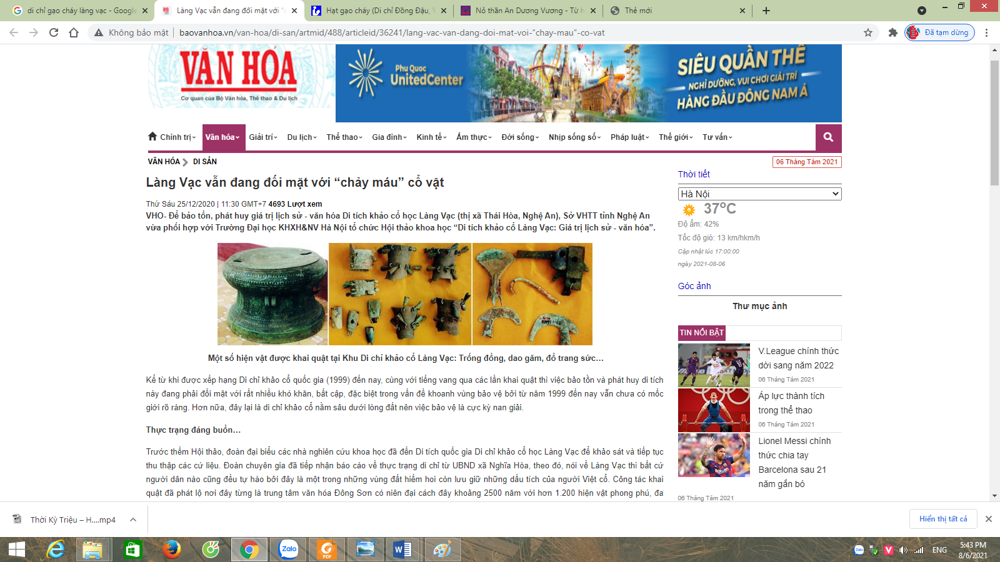 di chỉ gạo cháy làng vạc - Google
Làng Vạc vẫn đang đối mặt với “c
Hạt gạo cháy (Di chỉ Đồng Đậu, Y
Nỏ thần An Dương Vương - Từ h
Thẻ mới
Không bảo mật
baovanhoa.vn/van-hoa/di-san/artmid/488/articleid/36241/lang-vac-van-dang-doi-mat-voi-“chay-mau”-co-vat
Đã tạm dừng
VĂN HÓA
Cơ quan của Bộ Văn hóa, Thể thao & Du lịch
PHU QUOC
UnitedCenter
SIÊU QUẦN THỂ
NGHỈ DƯỠNG, VUI CHƠI GIẢI TRÍ
HÀNG ĐẦU ĐÔNG NAM Á
Chính trị Văn hóa Giải trí Du lịch Thể thao Gia đình Kinh tế Ẩm thực Đời sống Nhịp sống số Pháp luật Thế giới Tư vấn
VĂN HÓA DI SẢN
06 Tháng Tám 2021
Làng Vạc vẫn đang đối mặt với “chảy máu” cổ vật
Thứ Sáu 25/12/2020 | 11:30 GMT+7 4693 Lượt xem
VHO- Để bảo tồn, phát huy giá trị lịch sử - văn hóa Di tích khảo cổ học Làng Vạc (thị xã Thái Hòa, Nghệ An), Sở VHTT tỉnh Nghệ An
vừa phối hợp với Trường Đại học KHXH&NV Hà Nội tổ chức Hội thảo khoa học “Di tích khảo cổ Làng Vạc: Giá trị lịch sử - văn hóa”.
Một số hiện vật được khai quật tại Khu Di chỉ khảo cổ Làng Vạc: Trống đồng, dao găm, đồ trang sức…
Kể từ khi được xếp hạng Di chỉ khảo cổ quốc gia (1999) đến nay, cùng với tiếng vang qua các lần khai quật thì việc bảo tồn và phát huy di tích
này đang phải đối mặt với rất nhiều khó khăn, bất cập, đặc biệt trong vấn đề khoanh vùng bảo vệ bởi từ năm 1999 đến nay vẫn chưa có mốc
giới rõ ràng. Hơn nữa, đây lại là di chỉ khảo cổ nằm sâu dưới lòng đất nên việc bảo vệ là cực kỳ nan giải.
Thực trạng đáng buồn…
Trước thềm Hội thảo, đoàn đại biểu các nhà nghiên cứu khoa học đã đến Di tích quốc gia Di chỉ khảo cổ học Làng Vạc để khảo sát và tiếp tục
thu thập các cứ liệu. Đoàn chuyên gia đã tiếp nhận báo cáo về thực trạng di chỉ từ UBND xã Nghĩa Hòa, theo đó, nói về Làng Vạc thì bất cứ
người dân nào cũng đều tự hào bởi đây là một trong những vùng đất hiếm hoi còn lưu giữ những dấu tích của người Việt cổ. Công tác khai
quật đã phát lộ nơi đây từng là trung tâm văn hóa Đông Sơn có niên đại cách đây khoảng 2500 năm với hơn 1.200 hiện vật phong phú, đa
Thời tiết
Hà Nội
37°C
Độ ẩm: 42%
Tốc độ gió: 13 km/hkm/h
Cập nhật lúc 17:00:00
ngày 2021-08-06
Góc ảnh
Thư mục ảnh
TIN NỔI BẬT
V.League chính thức
dời sang năm 2022
06 Tháng Tám 2021
Áp lực thành tích
trong thể thao
06 Tháng Tám 2021
Lionel Messi chính
thức chia tay
Barcelona sau 21
năm gắn bó
06 Tháng Tám 2021
Thời Kỳ Triệu – H....mp4
Hiển thị tất cả
Zalo
PDF
Zalo
ENG
5:43 PM
8/6/2021